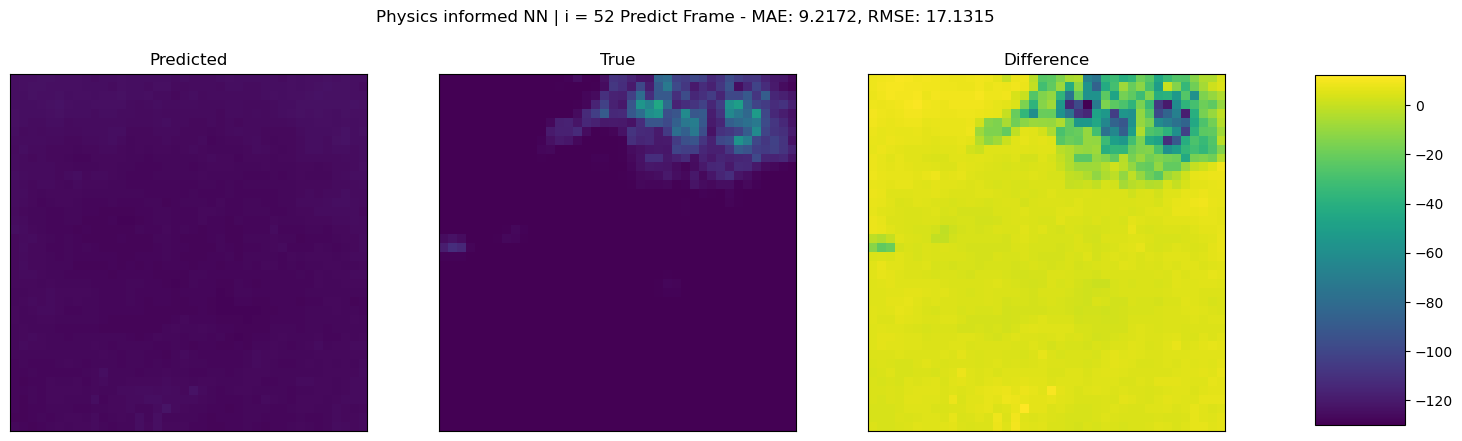 Physics informed NN | i = 52 Predict Frame - MAE: 9.2172, RMSE: 17.1315
Predicted
True
Difference
0
−20
−40
−60
−80
−100
−120